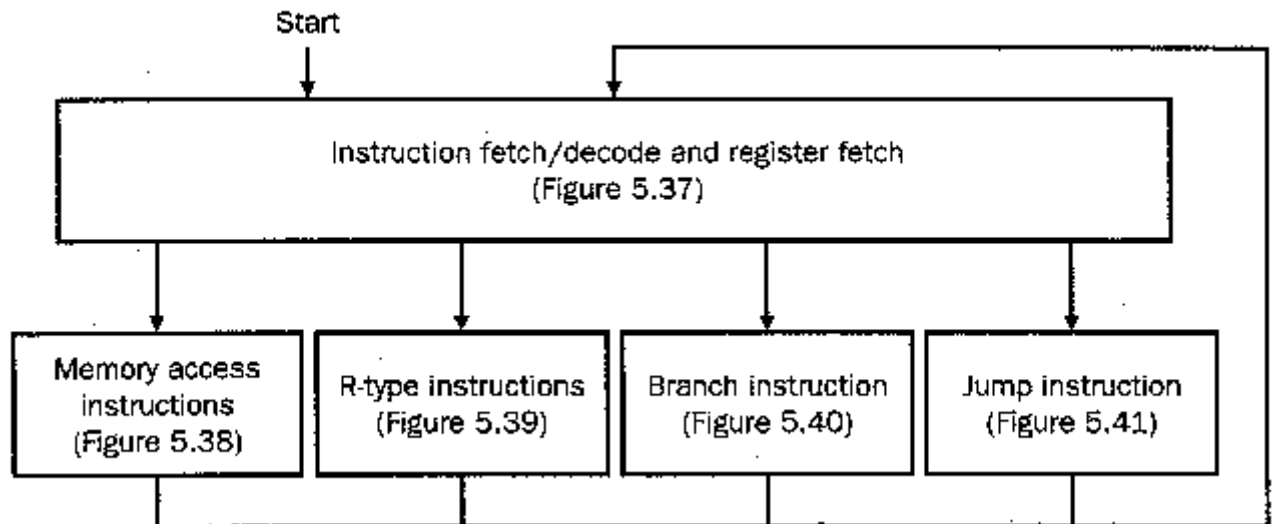 Start
Instruction fetch/decode and register fetch
(Figure 5.37)
Memory access
instructions
(Figure 5.38)
R-type instructions
(Figure 5.39)
Branch instruction
(Figure 5.40)
Jump instruction
(Figure 5.41)